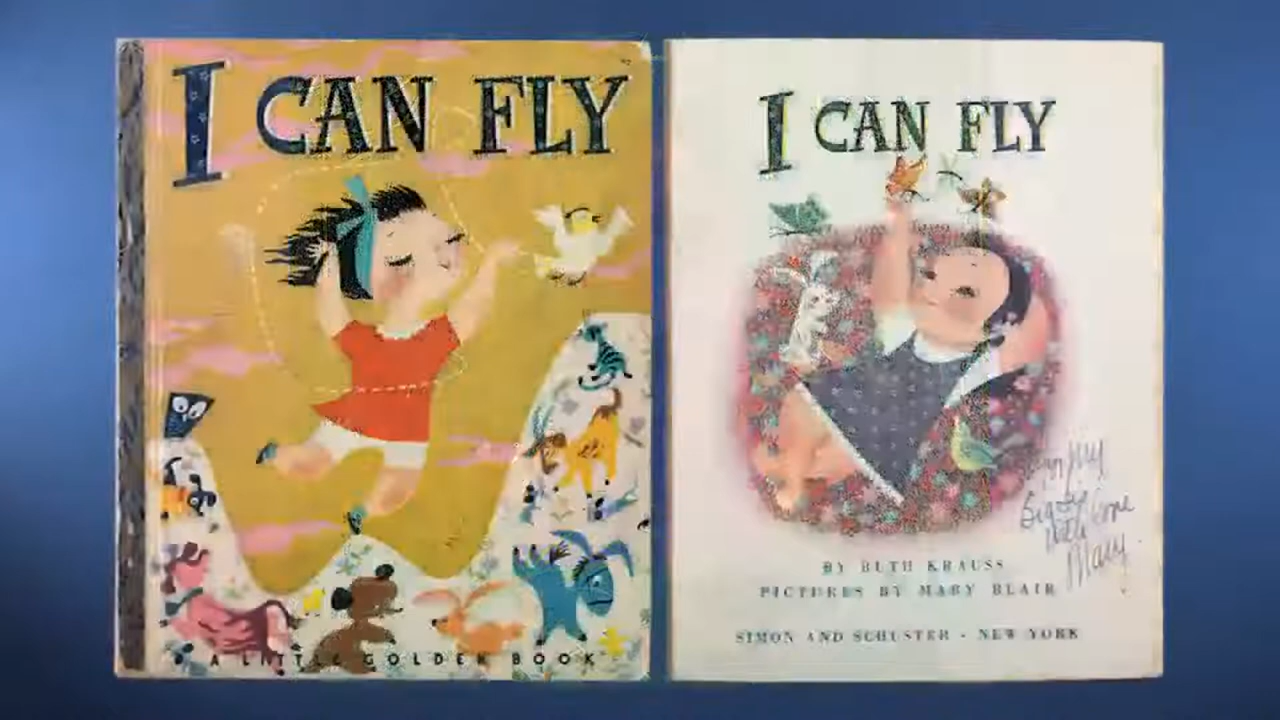 I CAN FLY
A LITTLE GOLDEN BOOK
I CAN FLY
BY RUTH KRAUSS
PICTURES BY MARY BLAIR
SIMON AND SCHUSTER · NEW YORK
Mary